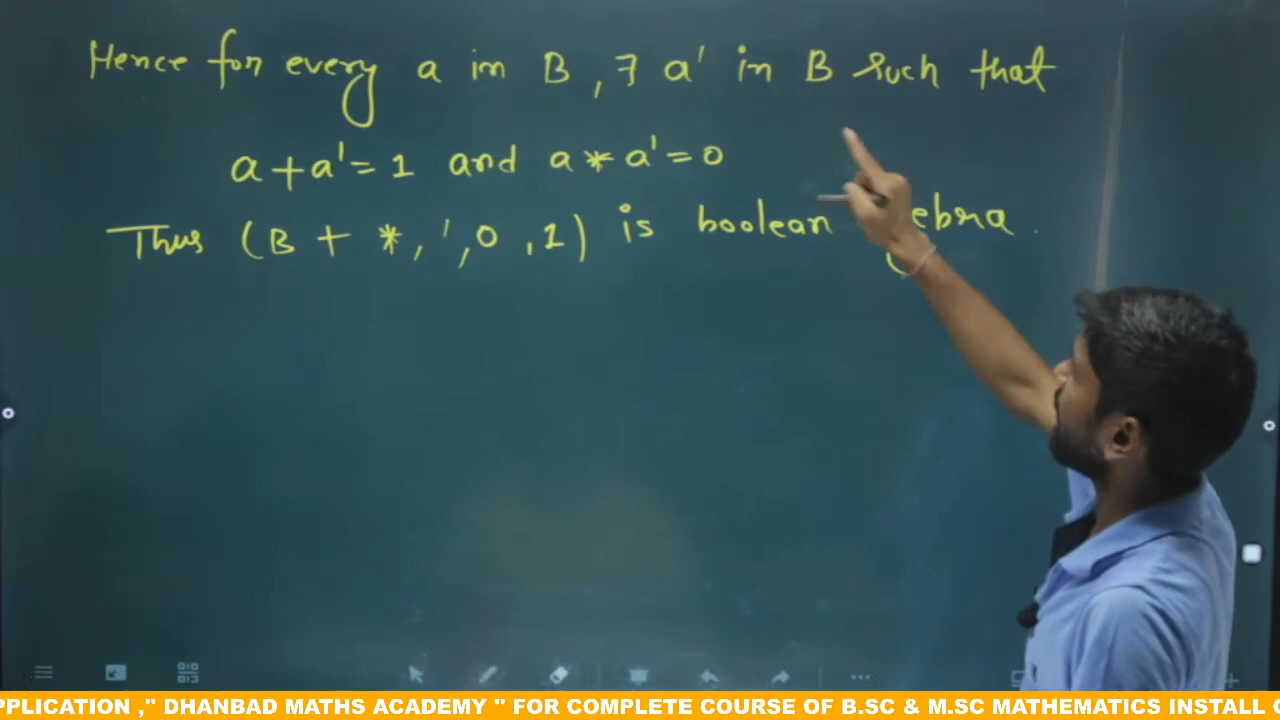 Hence for every a in B, ∃ a' in B such that
a + a' = 1 and a * a' = 0
Thus (B + *, ', 0, 1) is boolean
PPLICATION ," DHANBAD MATHS ACADEMY " FOR COMPLETE COURSE OF B.SC & M.SC MATHEMATICS INSTALL